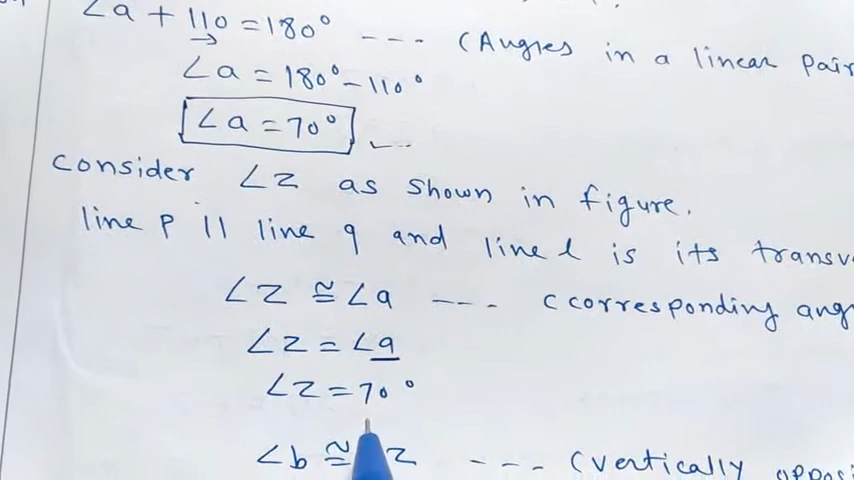 ∠a + 110 = 180° --- (Angles in a linear pair
∠a = 180° - 110°
∠a = 70°
Consider ∠z as shown in figure.
line p || line q and line l is its transv
∠z ≅ ∠a --- (corresponding ang
∠z = ∠a
∠z = 70°
∠b ≅ z --- (vertically opposi